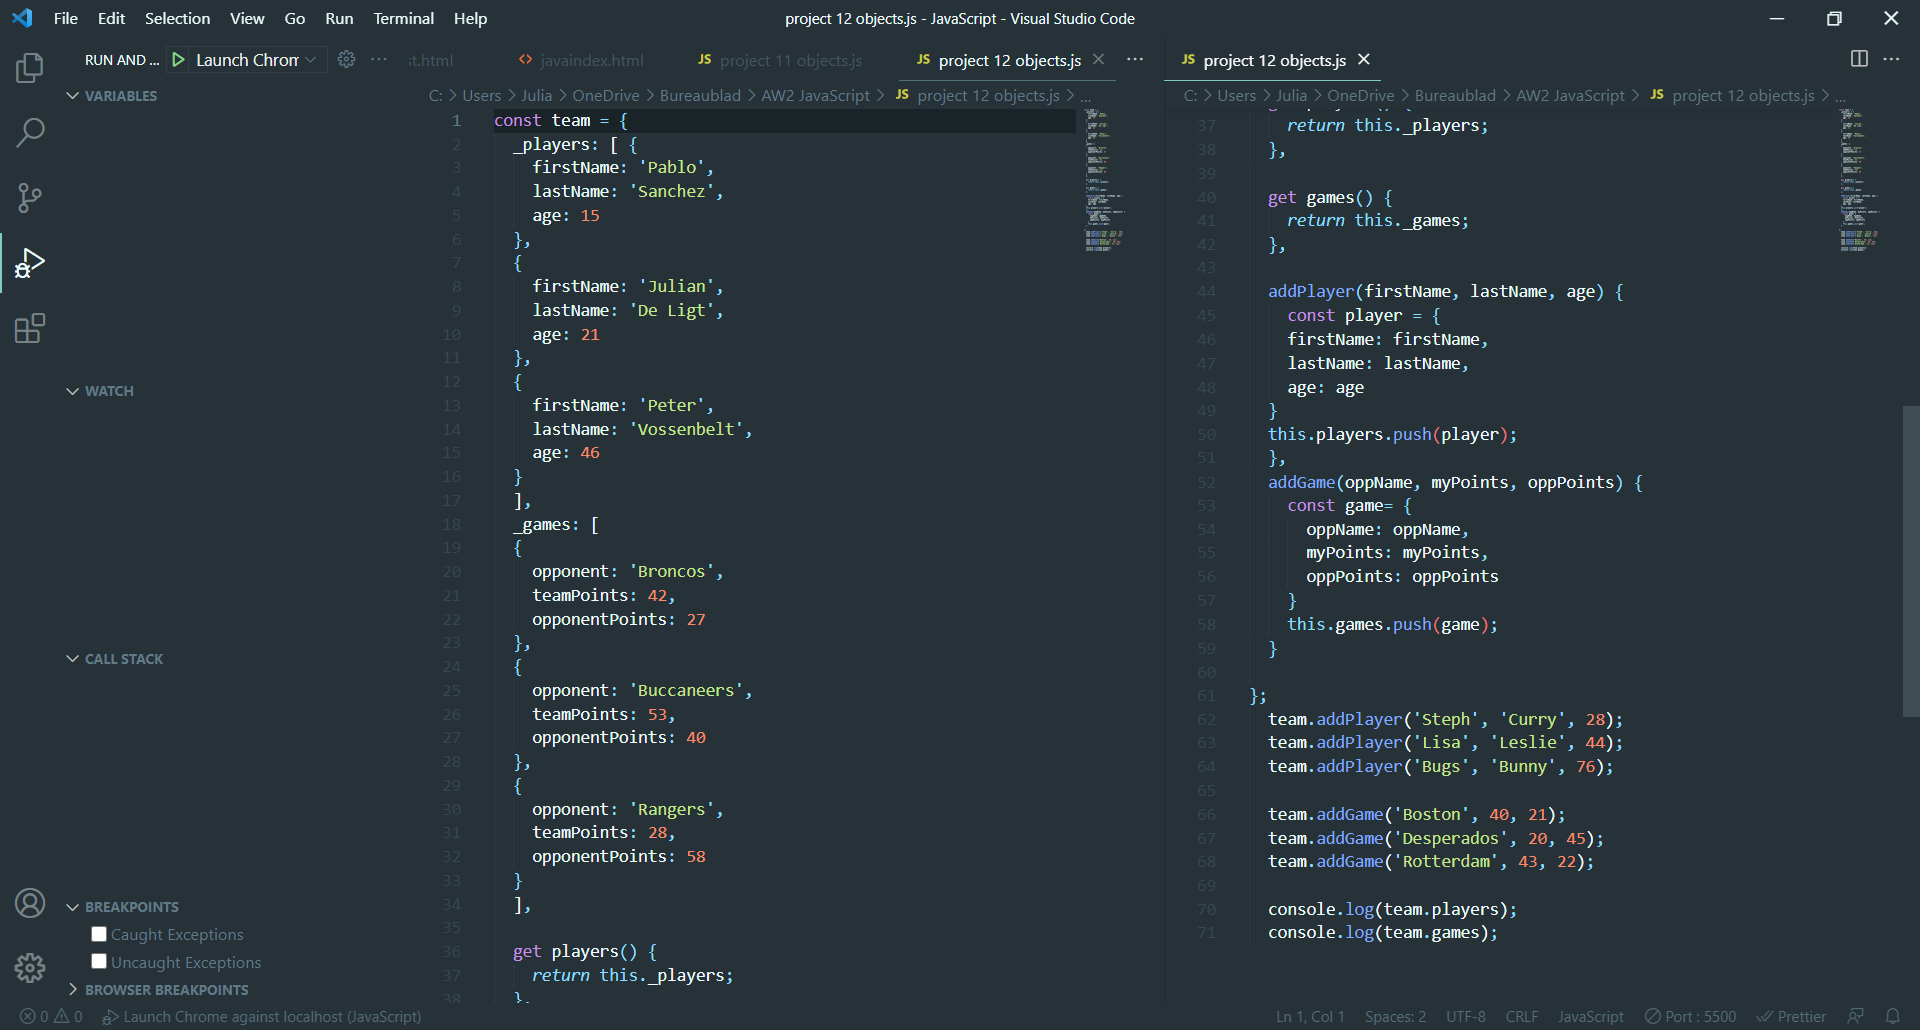 File Edit Selection View Go Run Terminal Help
project 12 objects.js - JavaScript - Visual Studio Code
RUN AND ... Launch Chrom
VARIABLES
WATCH
CALL STACK
BREAKPOINTS
Caught Exceptions
Uncaught Exceptions
BROWSER BREAKPOINTS
it.html <> javaindex.html JS project 11 objects.js JS project 12 objects.js ...
C: > Users > Julia > OneDrive > Bureaublad > AW2 JavaScript > JS project 12 objects.js > ...
1 const team = {
2 _players: [ {
3 firstName: 'Pablo',
4 lastName: 'Sanchez',
5 age: 15
6 },
7 {
8 firstName: 'Julian',
9 lastName: 'De Ligt',
10 age: 21
11 },
12 {
13 firstName: 'Peter',
14 lastName: 'Vossenbelt',
15 age: 46
16 }
17 ],
18 _games: [
19 {
20 opponent: 'Broncos',
21 teamPoints: 42,
22 opponentPoints: 27
23 },
24 {
25 opponent: 'Buccaneers',
26 teamPoints: 53,
27 opponentPoints: 40
28 },
29 {
30 opponent: 'Rangers',
31 teamPoints: 28,
32 opponentPoints: 58
33 }
34 ],
35
36 get players() {
37 return this._players;
38 },
JS project 12 objects.js
C: > Users > Julia > OneDrive > Bureaublad > AW2 JavaScript > JS project 12 objects.js > ...
37 return this._players;
38 },
39
40 get games() {
41 return this._games;
42 },
43
44 addPlayer(firstName, lastName, age) {
45 const player = {
46 firstName: firstName,
47 lastName: lastName,
48 age: age
49 }
50 this.players.push(player);
51 },
52 addGame(oppName, myPoints, oppPoints) {
53 const game= {
54 oppName: oppName,
55 myPoints: myPoints,
56 oppPoints: oppPoints
57 }
58 this.games.push(game);
59 }
60
61 };
62 team.addPlayer('Steph', 'Curry', 28);
63 team.addPlayer('Lisa', 'Leslie', 44);
64 team.addPlayer('Bugs', 'Bunny', 76);
65
66 team.addGame('Boston', 40, 21);
67 team.addGame('Desperados', 20, 45);
68 team.addGame('Rotterdam', 43, 22);
69
70 console.log(team.players);
71 console.log(team.games);
0 0 Launch Chrome against localhost (JavaScript) Ln 1, Col 1 Spaces: 2 UTF-8 CRLF JavaScript Port : 5500 Prettier